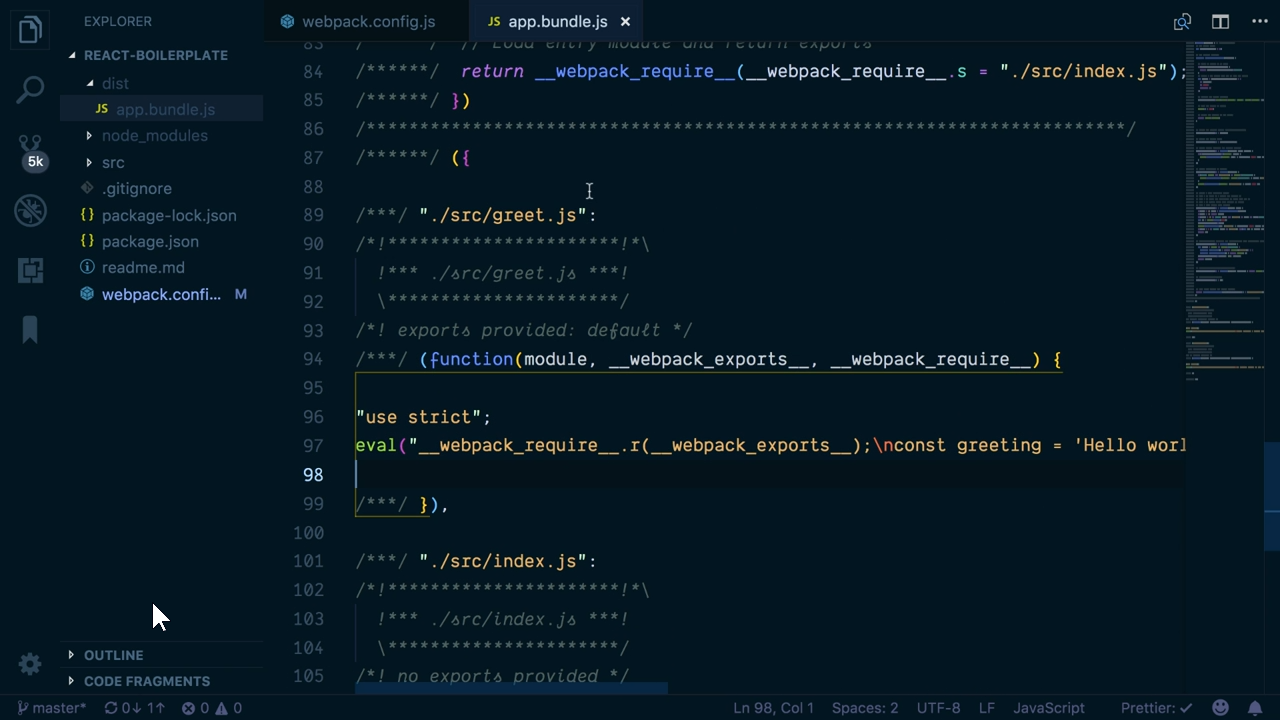 EXPLORER
REACT-BOILERPLATE
dist
JS app.bundle.js
node_modules
src
.gitignore
{} package-lock.json
{} package.json
readme.md
webpack.confi... M
5k
OUTLINE
CODE FRAGMENTS
webpack.config.js
JS app.bundle.js ×
83 /******/ // Load entry module and return exports
84 /******/ __webpack_require__.s = "./src/index.js");
85 /******/ })
86 /************************************************************************/
87 /******/ ({
88
89 /***/ "./src/greet.js":
90 /*!**********************!*\
91 !*** ./src/greet.js ***!
92 \**********************/
93 /*! exports provided: default */
94 /***/ (function(module, __webpack_exports__, __webpack_require__) {
95
96 "use strict";
97 eval("__webpack_require__.r(__webpack_exports__);\nconst greeting = 'Hello worl
98
99 /***/ }),
100
101 /***/ "./src/index.js":
102 /*!**********************!*\
103 !*** ./src/index.js ***!
104 \**********************/
105 /*! no exports provided */
master* 0↓ 1↑ 0 0
Ln 98, Col 1 Spaces: 2 UTF-8 LF JavaScript Prettier: ✓